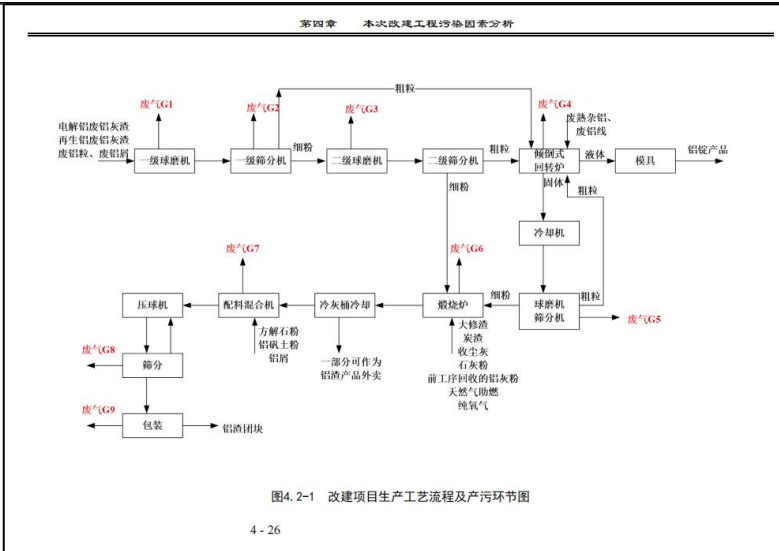 第四章 本次改建工程污染因素分析
粗粒
废气G1
废气G2
废气G3
废气G4
废熟杂铝、
废铝线
电解铝废铝灰渣
再生铝废铝灰渣
废铝粒、废铝屑
一级球磨机
一级筛分机
细粉
二级球磨机
二级筛分机
粗粒
倾倒式
回转炉
液体
模具
铝锭产品
固体
粗粒
细粉
冷却机
废气G7
废气G6
压球机
配料混合机
冷灰桶冷却
煅烧炉
细粉
球磨机
筛分机
粗粒
废气G5
方解石粉
铝矾土粉
铝屑
一部分可作为
铝渣产品外卖
大修渣
炭渣
收尘灰
石灰粉
前工序回收的铝灰粉
天然气助燃
纯氧气
废气G8
筛分
废气G9
包装
铝渣团块
图4.2-1 改建项目生产工艺流程及产污环节图
4 - 26